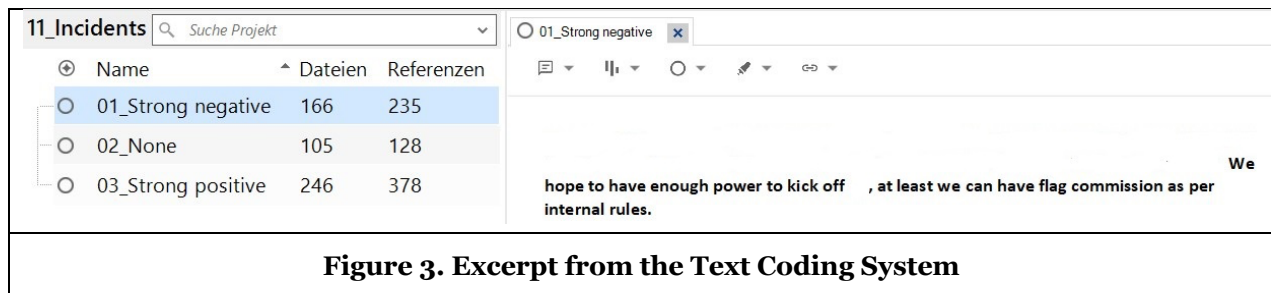 11_Incidents Suche Projekt
Name Dateien Referenzen
01_Strong negative 166 235
02_None 105 128
03_Strong positive 246 378
01_Strong negative x
We
hope to have enough power to kick off , at least we can have flag commission as per
internal rules.
Figure 3. Excerpt from the Text Coding System